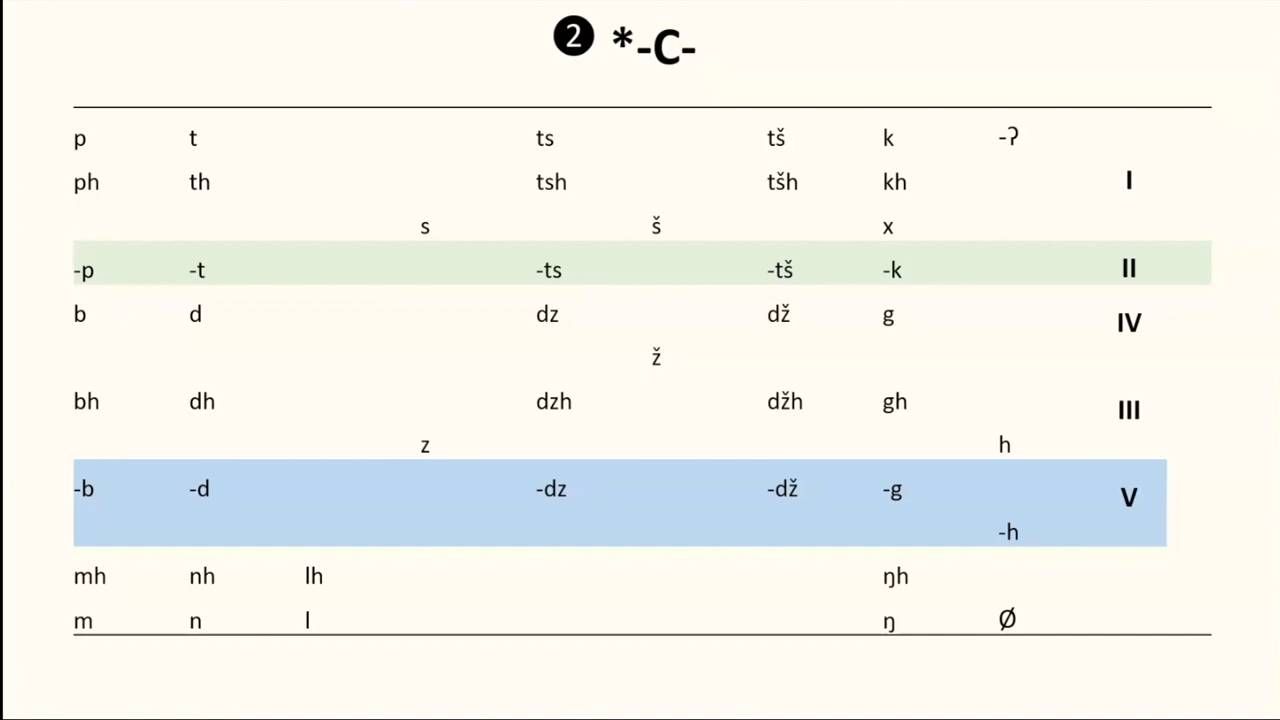 ❷ *-C-
p t ts tš k -ʔ
ph th tsh tšh kh I
s š x
-p -t -ts -tš -k II
b d dz dž g IV
ž
bh dh dzh džh gh III
z h
-b -d -dz -dž -g V
-h
mh nh lh ŋh
m n l ŋ Ø